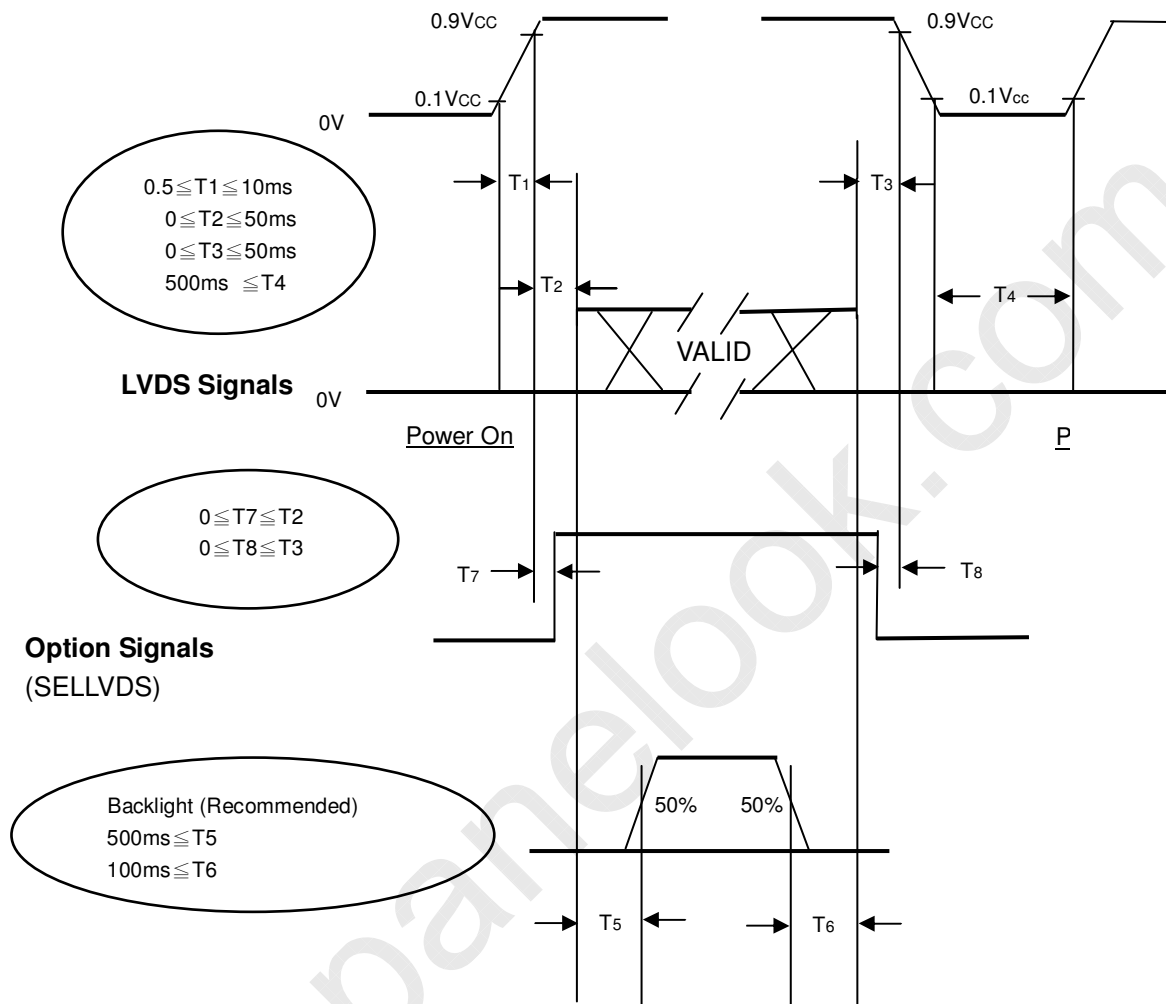 0.9VCC
0.9VCC
0.1VCC
0.1Vcc
0V
0.5≦T1≦10ms
0≦T2≦50ms
0≦T3≦50ms
500ms ≦T4
T1
T3
T2
T4
VALID
LVDS Signals
0V
Power On
P
0≦T7≦T2
0≦T8≦T3
T7
T8
Option Signals
(SELLVDS)
Backlight (Recommended)
500ms≦T5
100ms≦T6
50%
50%
T5
T6
panelook.com